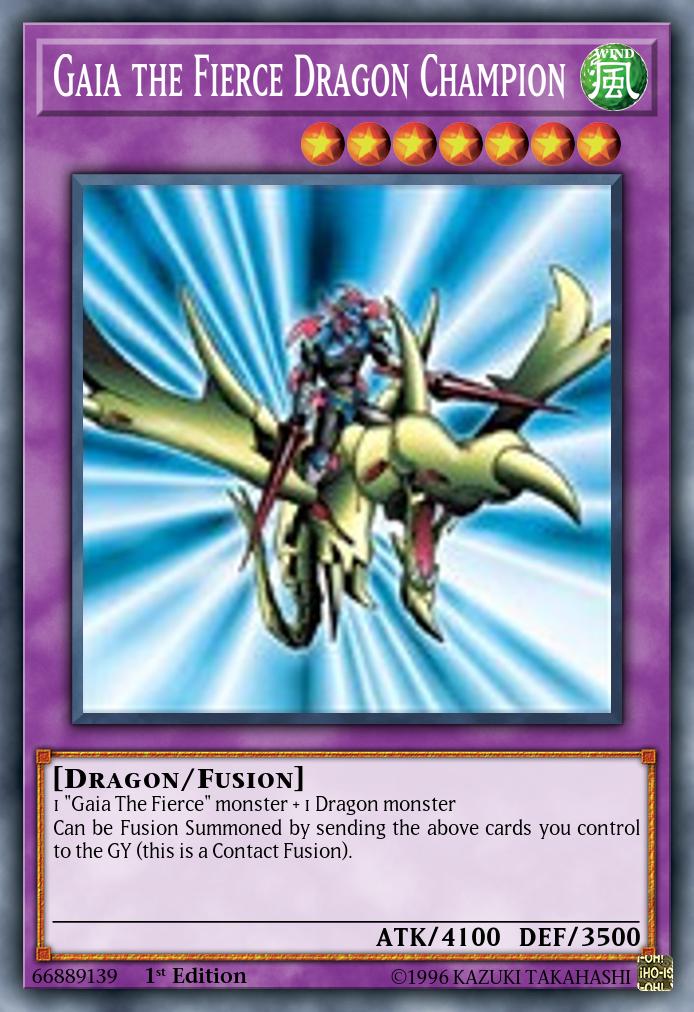 GAIA THE FIERCE DRAGON CHAMPION
WIND
風
[DRAGON/FUSION]
1 "Gaia The Fierce" monster + 1 Dragon monster
Can be Fusion Summoned by sending the above cards you control
to the GY (this is a Contact Fusion).
ATK/4100 DEF/3500
66889139 1st Edition ©1996 KAZUKI TAKAHASHI